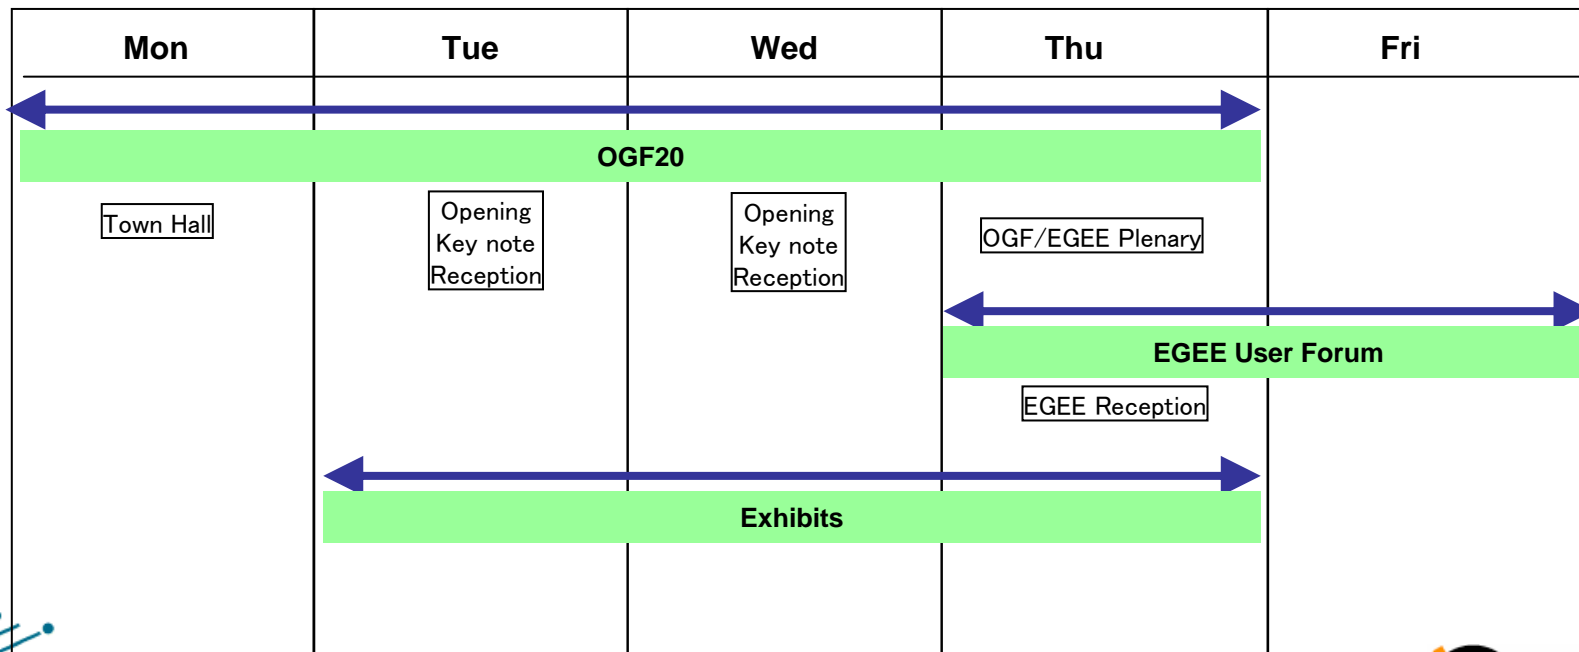 Mon Tue Wed Thu Fri
OGF20
Town Hall
Opening
Key note
Reception
Opening
Key note
Reception
OGF/EGEE Plenary
EGEE User Forum
EGEE Reception
Exhibits